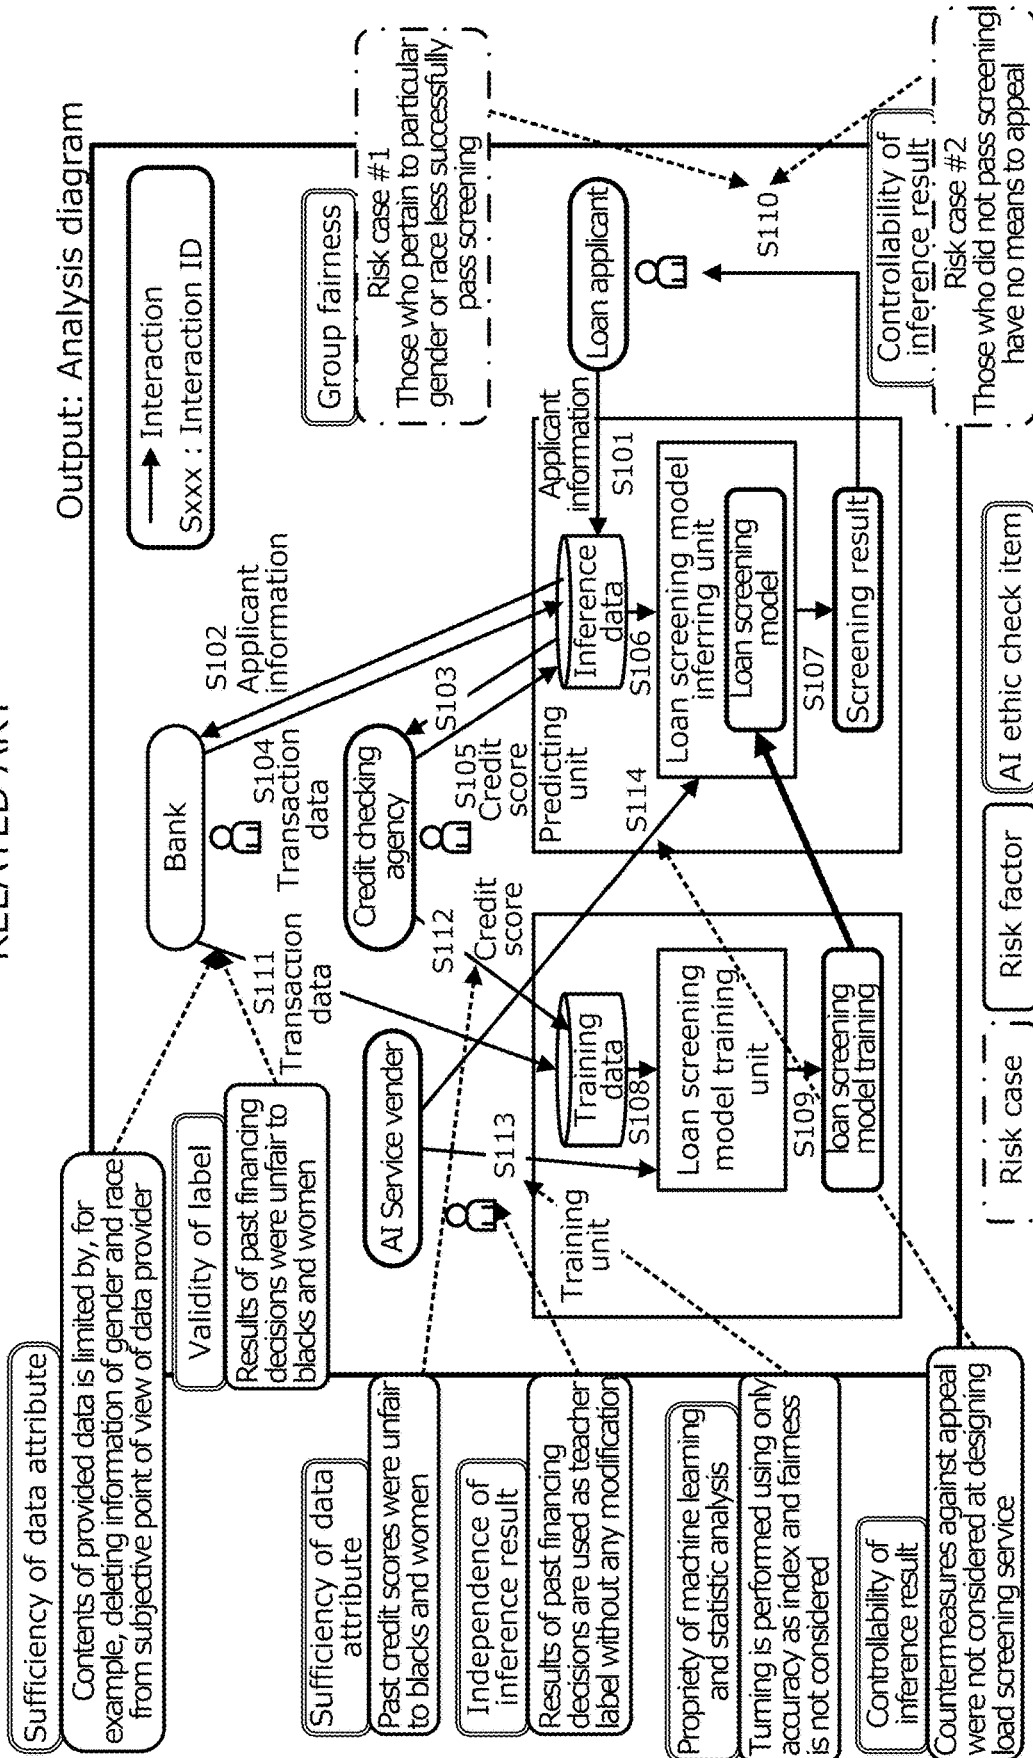 RELATED ART
Output: Analysis diagram
Interaction
Sxxx : Interaction ID
Sufficiency of data attribute
Contents of provided data is limited by, for
example, deleting information of gender and race
from subjective point of view of data provider
Validity of label
Results of past financing
decisions were unfair to
blacks and women
Sufficiency of data
attribute
Past credit scores were unfair
to blacks and women
Independence of
inference result
Results of past financing
decisions are used as teacher
label without any modification
Propriety of machine learning
and statistic analysis
Turning is performed using only
accuracy as index and fairness
is not considered
Controllability of
inference result
Countermeasures against appeal
were not considered at designing
load screening service
Bank
S111
Transaction
data
S104
Transaction
data
S102
Applicant
information
Credit checking
agency
S112
Credit
score
S105
Credit
score
S103
AI Service vender
S113
Training
unit
Training
data
S108
Loan screening
model training
unit
S109
loan screening
model training
Predicting
unit
S114
Inference
data
S106
Applicant
information
S101
Loan screening model
inferring unit
Loan screening
model
S107
Screening result
Loan applicant
S110
Group fairness
Risk case #1
Those who pertain to particular
gender or race less successfully
pass screening
Controllability of
inference result
Risk case #2
Those who did not pass screening
have no means to appeal
Risk case
Risk factor
AI ethic check item